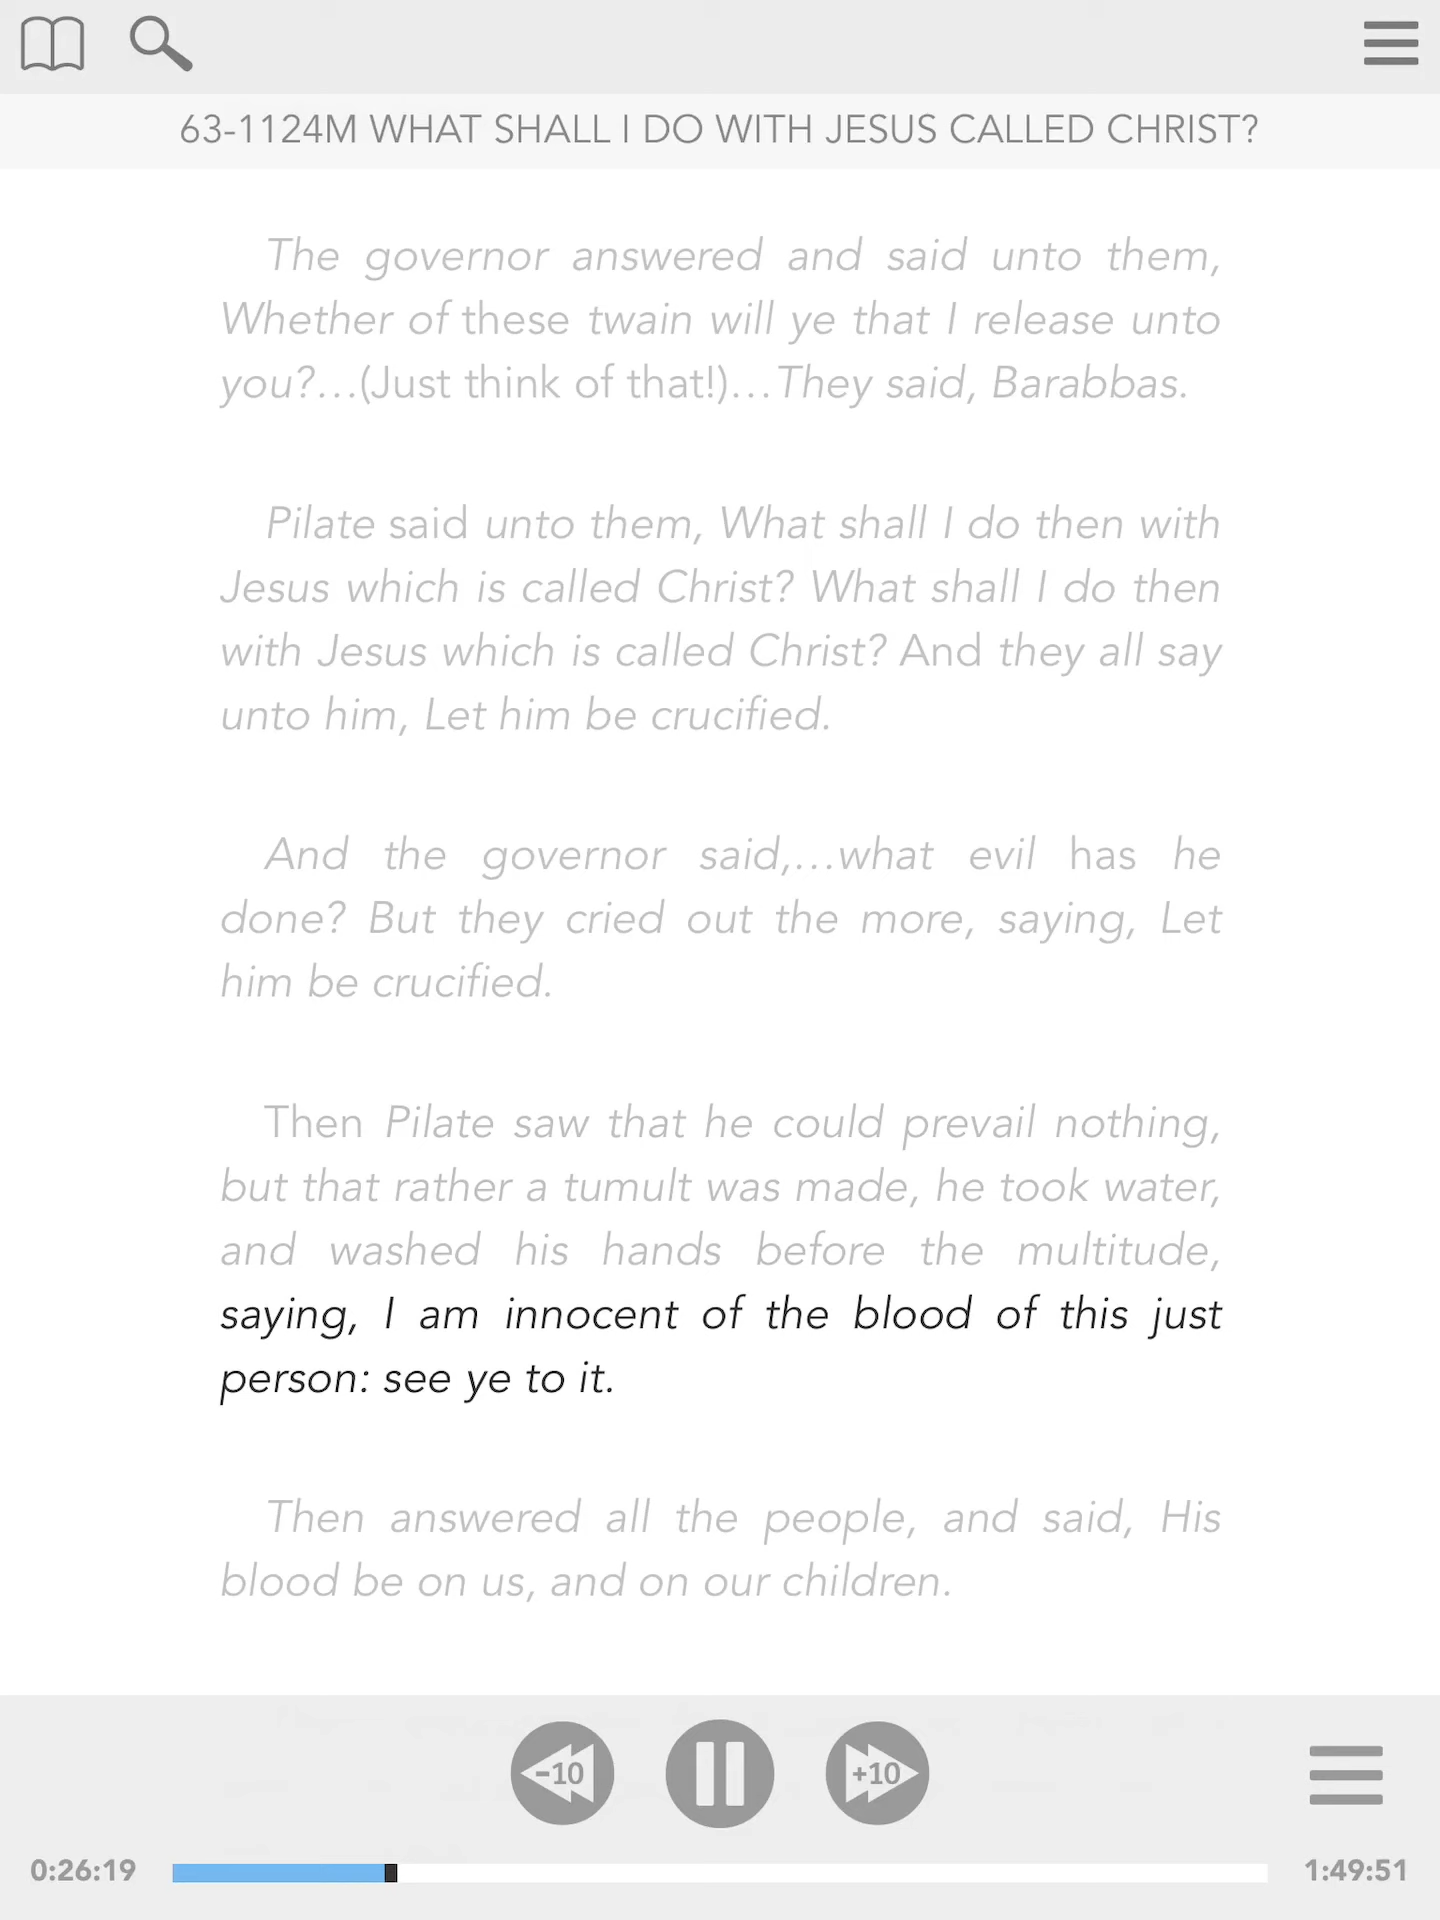 63-1124M WHAT SHALL I DO WITH JESUS CALLED CHRIST?
The governor answered and said unto them,
Whether of these twain will ye that I release unto
you?…(Just think of that!)…They said, Barabbas.
Pilate said unto them, What shall I do then with
Jesus which is called Christ? What shall I do then
with Jesus which is called Christ? And they all say
unto him, Let him be crucified.
And the governor said,…what evil has he
done? But they cried out the more, saying, Let
him be crucified.
Then Pilate saw that he could prevail nothing,
but that rather a tumult was made, he took water,
and washed his hands before the multitude,
saying, I am innocent of the blood of this just
person: see ye to it.
Then answered all the people, and said, His
blood be on us, and on our children.
-10 +10
0:26:19 1:49:51